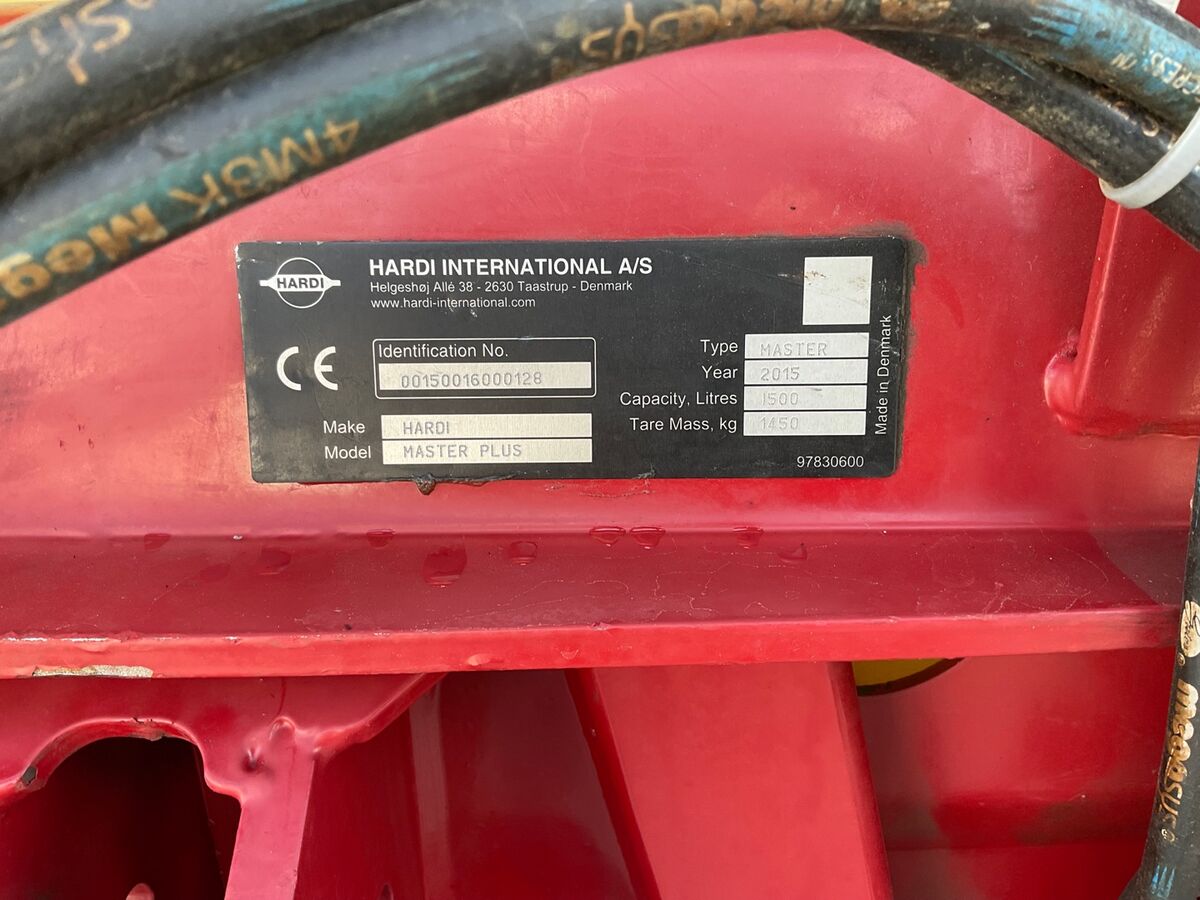 4M3K Meg
HARDI
HARDI INTERNATIONAL A/S
Helgeshøj Allé 38 - 2630 Taastrup - Denmark
www.hardi-international.com
CE
Identification No.
00150016000128
Make HARDI
Model MASTER PLUS
Type MASTER
Year 2015
Capacity, Litres 1500
Tare Mass, kg 1450
Made in Denmark
97830600
MEGASYS